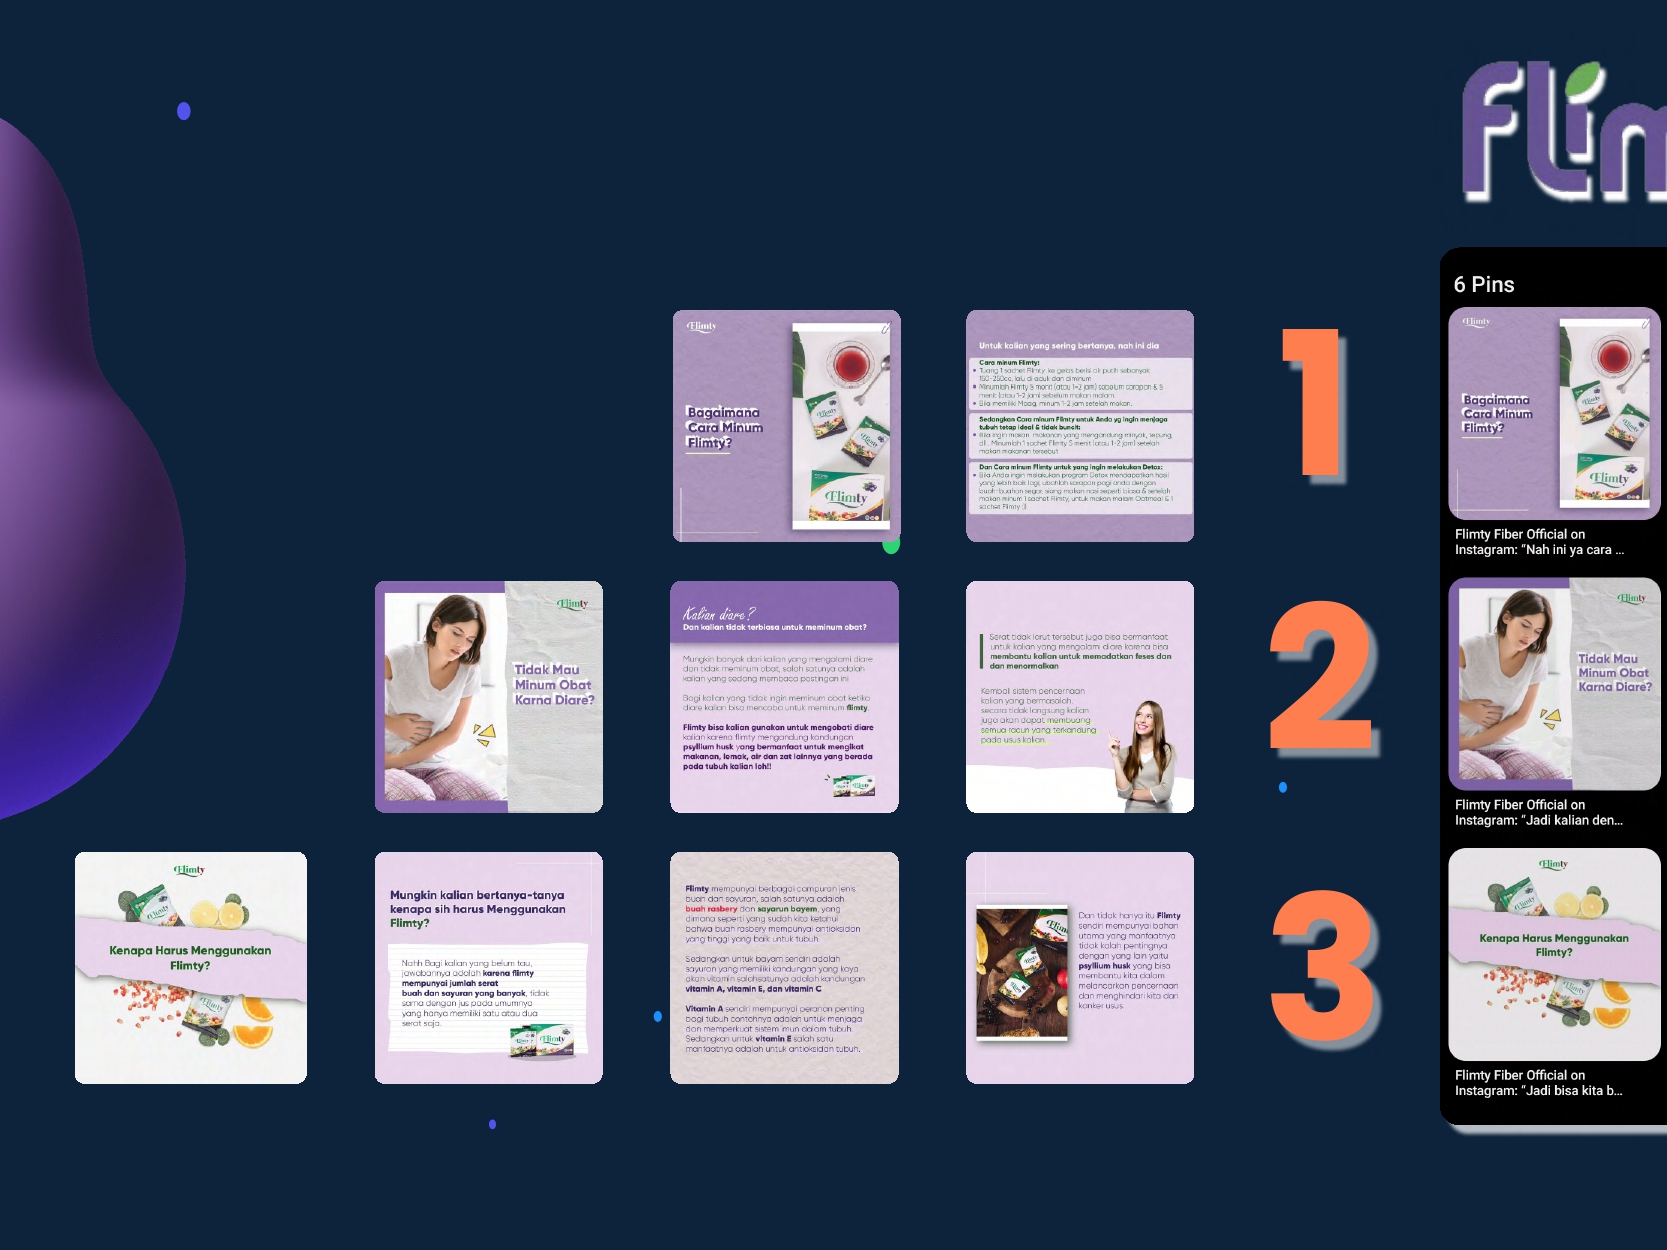 Flimty
Bagaimana
Cara Minum
Flimty?
Flimty
Untuk kalian yang sering bertanya, nah ini dia
Cara minum Flimty:
Tuang 1 sachet Flimty ke gelas berisi air putih sebanyak
150-250cc, lalu di aduk dan diminum
Minumlah Flimty 5 menit (atau 1-2 jam) sebelum sarapan & 5
menit (atau 1-2 jam) sebelum makan malam.
Bila memiliki Maag, minum 1-2 jam setelah makan.
Sedangkan Cara minum Flimty untuk Anda yg ingin menjaga
tubuh tetap ideal & tidak buncit:
Bila ingin makan makanan yang mengandung minyak, tepung,
dll. Minumlah 1 sachet Flimty 5 menit (atau 1-2 jam) setelah
makan makanan tersebut
Dan Cara minum Flimty untuk yang ingin melakukan Detox:
Bila Anda ingin melakukan program Detox mendapatkan hasil
yang lebih baik lagi, ubahlah sarapan pagi anda dengan
buah-buahan segar, siang makan nasi seperti biasa & setelah
makan minum 1 sachet Flimty, untuk makan malam Oatmeal & 1
sachet Flimty :)
1
Flimty
Tidak Mau
Minum Obat
Karna Diare?
Kalian diare?
Dan kalian tidak terbiasa untuk meminum obat?
Mungkin banyak dari kalian yang mengalami diare
dan tidak meminum obat, salah satunya adalah
kalian yang sedang membaca postingan ini
Bagi kalian yang tidak ingin meminum obat ketika
diare kalian bisa mencoba untuk meminum flimty.
Flimty bisa kalian gunakan untuk mengobati diare
kalian karena flimty mengandung kandungan
psyllium husk yang bermanfaat untuk mengikat
makanan, lemak, air dan zat lainnya yang berada
pada tubuh kalian loh!!
Serat tidak larut tersebut juga bisa bermanfaat
untuk kalian yang mengalami diare karena bisa
membantu kalian untuk memadatkan feses dan
dan menormalkan
Kembali sistem pencernaan
kalian yang bermasalah,
secara tidak langsung kalian
juga akan dapat membuang
semua racun yang terkandung
pada usus kalian.
2
Flimty
Kenapa Harus Menggunakan
Flimty?
Mungkin kalian bertanya-tanya
kenapa sih harus Menggunakan
Flimty?
Nahh Bagi kalian yang belum tau,
jawabannya adalah karena flimty
mempunyai jumlah serat
buah dan sayuran yang banyak, tidak
sama dengan jus pada umumnya
yang hanya memiliki satu atau dua
serat saja.
Flimty mempunyai berbagai campuran jenis
buah dan sayuran, salah satunya adalah
buah rasbery dan sayurun bayem, yang
dimana seperti yang sudah kita ketahui
bahwa buah rasbery mempunyai antioksidan
yang tinggi yang baik untuk tubuh.
Sedangkan untuk bayam sendiri adalah
sayuran yang memiliki kandungan yang kaya
akan vitamin salahsatunya adalah kandungan
vitamin A, vitamin E, dan vitamin C
Vitamin A sendiri mempunyai peranan penting
bagi tubuh contohnya adalah untuk menjaga
dan memperkuat sistem imun dalam tubuh.
Sedangkan untuk vitamin E salah satu
manfaatnya adalah untuk antioksidan tubuh.
Dan tidak hanya itu Flimty
sendiri mempunyai bahan
utama yang manfaatnya
tidak kalah pentingnya
dengan yang lain yaitu
psyllium husk yang bisa
membantu kita dalam
melancarkan pencernaan
dan menghindari kita dari
kanker usus.
3
flim
6 Pins
Flimty
Bagaimana
Cara Minum
Flimty?
Flimty
Flimty Fiber Official on
Instagram: “Nah ini ya cara ...
Flimty
Tidak Mau
Minum Obat
Karna Diare?
Flimty Fiber Official on
Instagram: “Jadi kalian den...
Flimty
Kenapa Harus Menggunakan
Flimty?
Flimty Fiber Official on
Instagram: “Jadi bisa kita b...